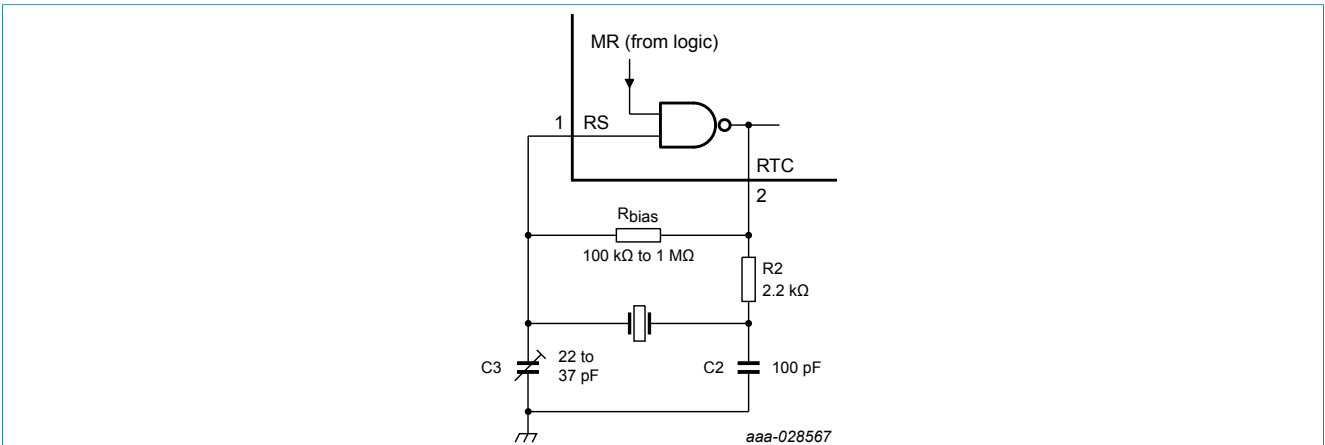 MR (from logic)
1
RS
RTC
2
Rbias
100 kΩ to 1 MΩ
R2
2.2 kΩ
C3
22 to
37 pF
C2
100 pF
aaa-028567